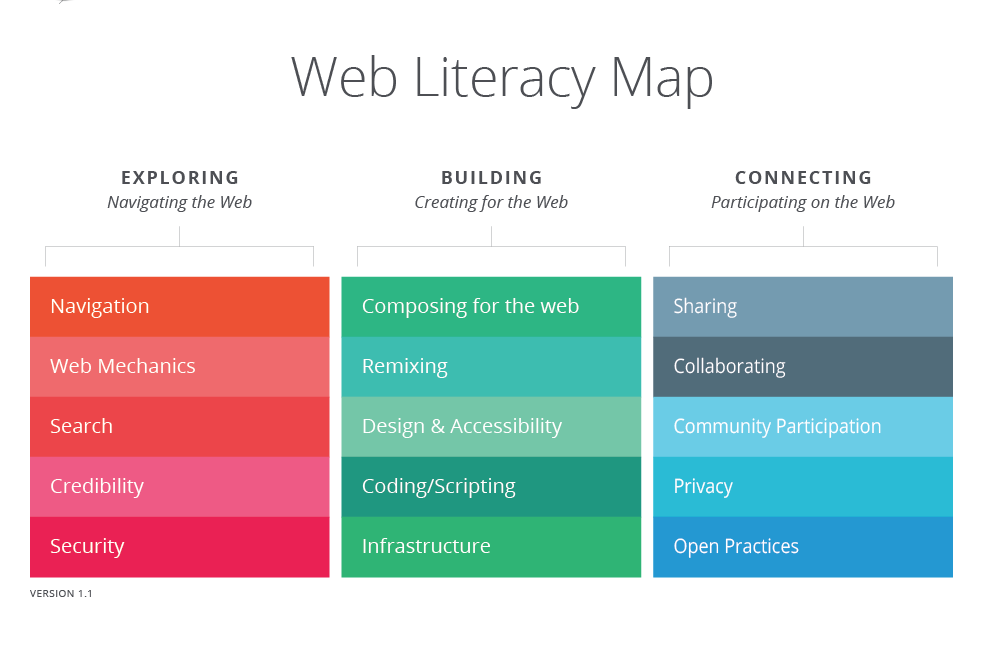 Web Literacy Map
EXPLORING
Navigating the Web
Navigation
Web Mechanics
Search
Credibility
Security
BUILDING
Creating for the Web
Composing for the web
Remixing
Design & Accessibility
Coding/Scripting
Infrastructure
CONNECTING
Participating on the Web
Sharing
Collaborating
Community Participation
Privacy
Open Practices
VERSION 1.1